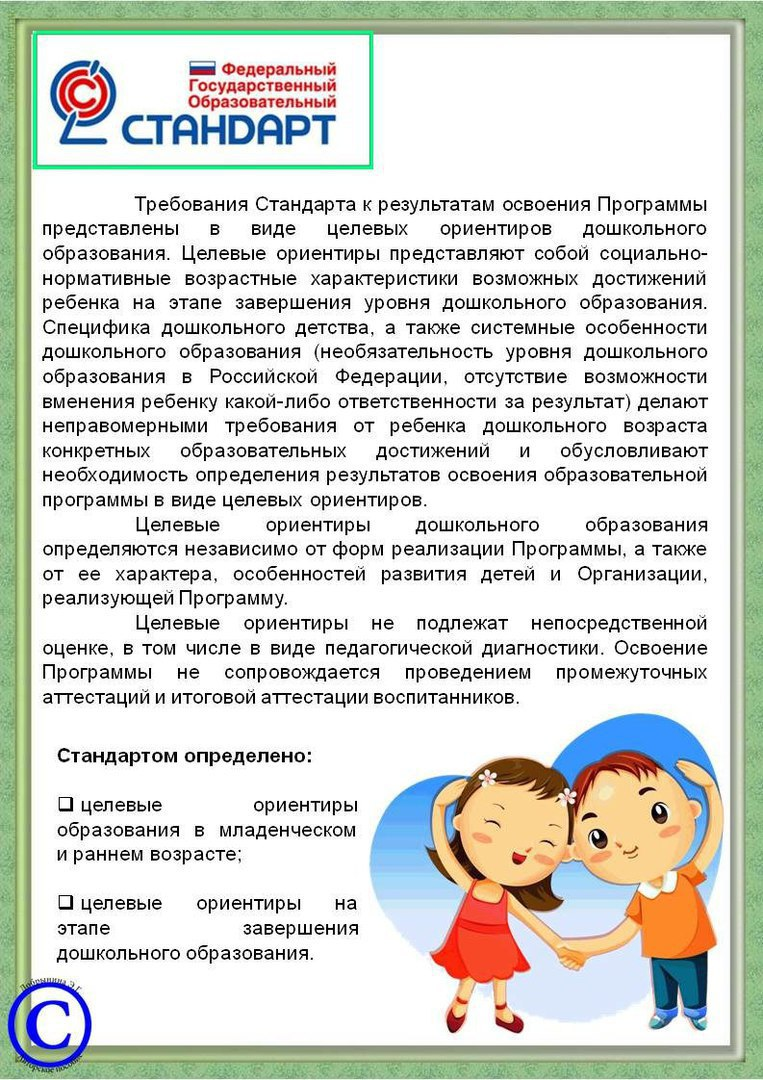 Федеральный
Государственный
Образовательный
СТАНДАРТ
Требования Стандарта к результатам освоения Программы
представлены в виде целевых ориентиров дошкольного
образования. Целевые ориентиры представляют собой социально-
нормативные возрастные характеристики возможных достижений
ребенка на этапе завершения уровня дошкольного образования.
Специфика дошкольного детства, а также системные особенности
дошкольного образования (необязательность уровня дошкольного
образования в Российской Федерации, отсутствие возможности
вменения ребенку какой-либо ответственности за результат) делают
неправомерными требования от ребенка дошкольного возраста
конкретных образовательных достижений и обусловливают
необходимость определения результатов освоения образовательной
программы в виде целевых ориентиров.
Целевые ориентиры дошкольного образования
определяются независимо от форм реализации Программы, а также
от ее характера, особенностей развития детей и Организации,
реализующей Программу.
Целевые ориентиры не подлежат непосредственной
оценке, в том числе в виде педагогической диагностики. Освоение
Программы не сопровождается проведением промежуточных
аттестаций и итоговой аттестации воспитанников.
Стандартом определено:
❑ целевые ориентиры
образования в младенческом
и раннем возрасте;
❑ целевые ориентиры на
этапе завершения
дошкольного образования.
Добрынина Э.Г.
©